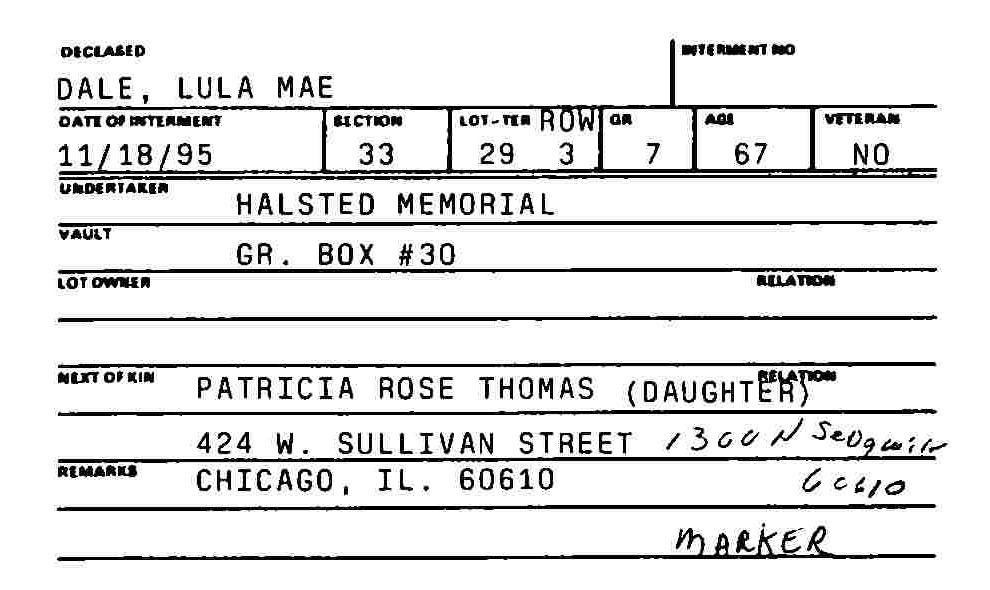 DECEASED INTERMENT NO
DALE, LULA MAE
DATE OF INTERMENT SECTION LOT-TER ROW GR AGE VETERAN
11/18/95 33 29 3 7 67 NO
UNDERTAKER HALSTED MEMORIAL
VAULT GR. BOX #30
LOT OWNER RELATION
NEXT OF KIN PATRICIA ROSE THOMAS (DAUGHTER) RELATION
424 W. SULLIVAN STREET 1300 N
REMARKS CHICAGO, IL. 60610 60610
MARKER